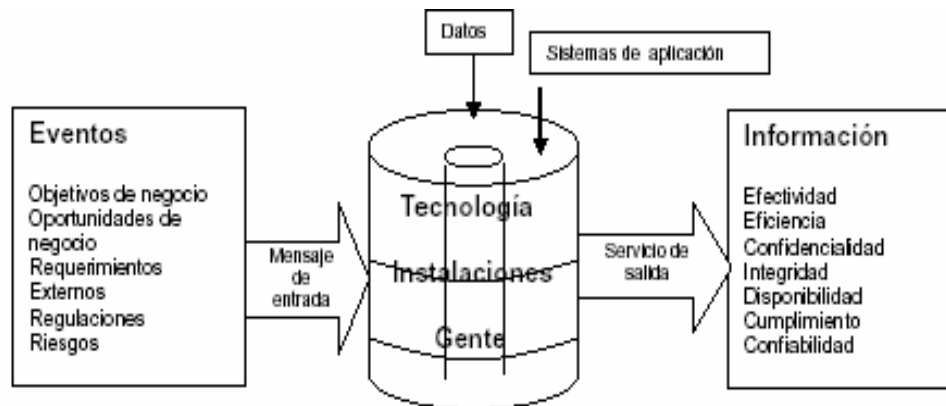 Datos
Sistemas de aplicación
Eventos
Objetivos de negocio
Oportunidades de
negocio
Requerimientos
Externos
Regulaciones
Riesgos
Mensaje
de
entrada
Tecnología
Instalaciones
Gente
Servicio de
salida
Información
Efectividad
Eficiencia
Confidencialidad
Integridad
Disponibilidad
Cumplimiento
Confiabilidad